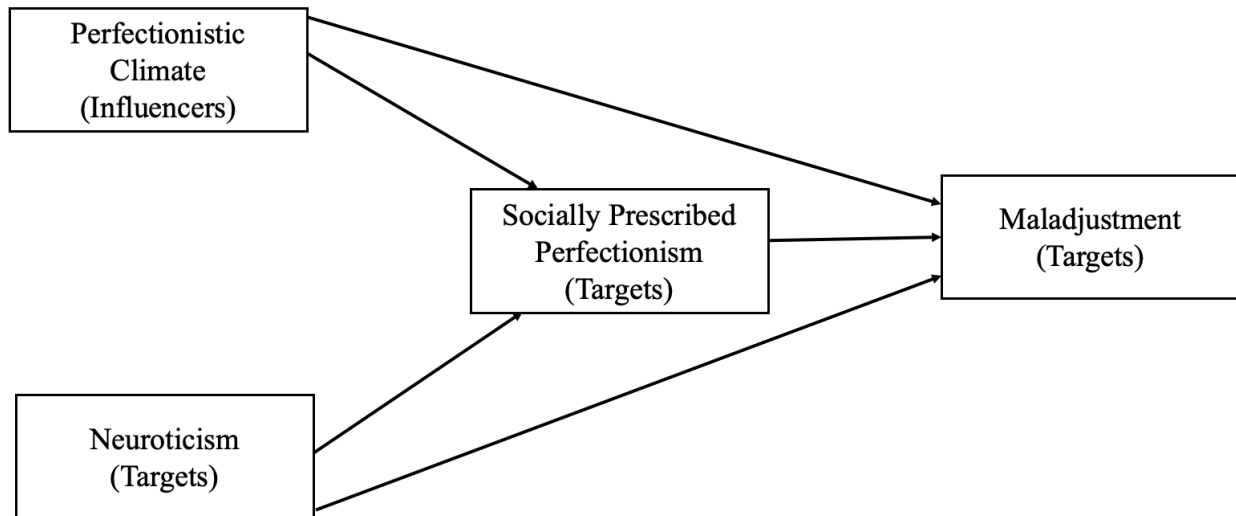 Perfectionistic
Climate
(Influencers)
Socially Prescribed
Perfectionism
(Targets)
Maladjustment
(Targets)
Neuroticism
(Targets)